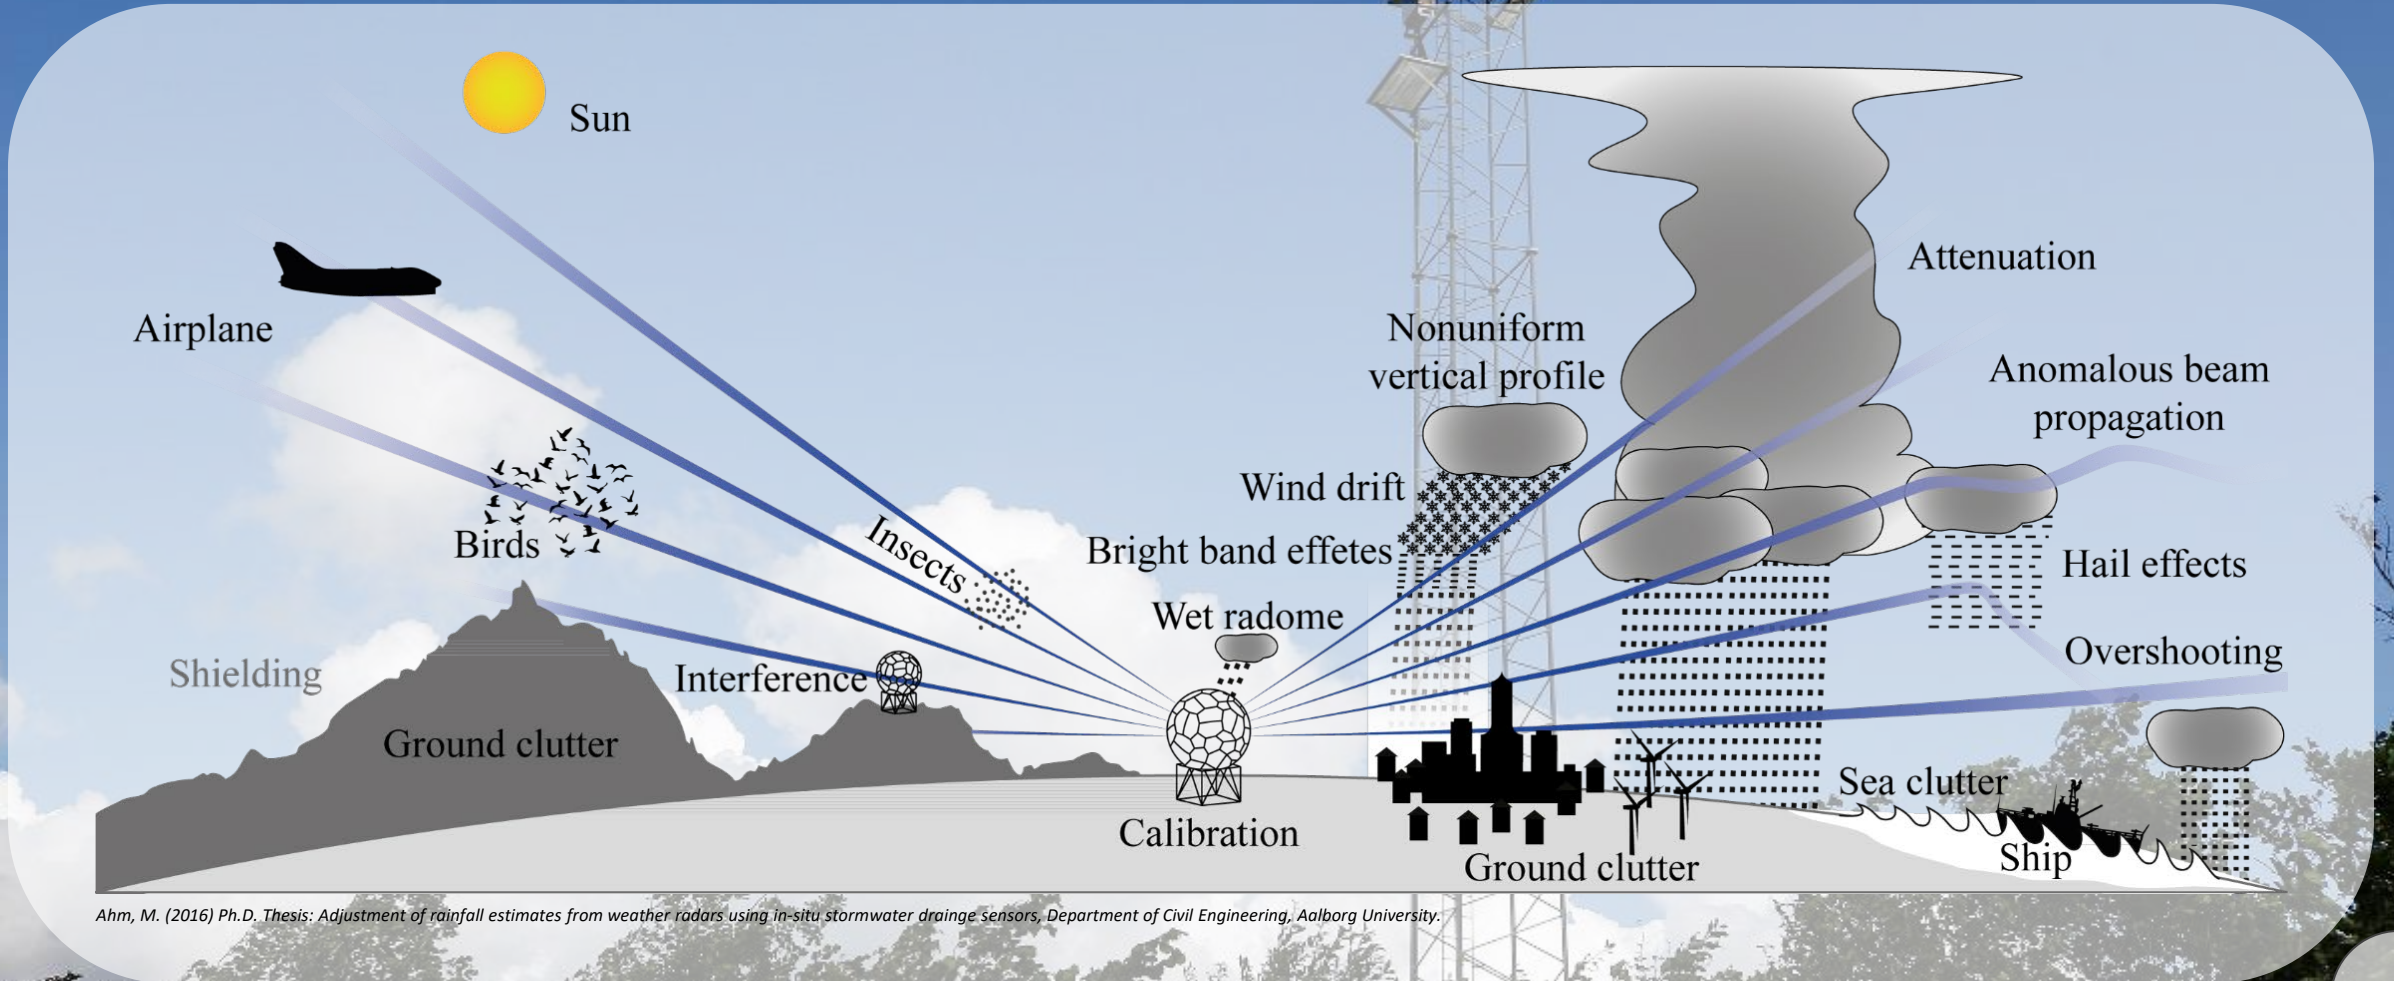 Sun
Airplane
Birds
Insects
Shielding
Ground clutter
Interference
Attenuation
Nonuniform
vertical profile
Anomalous beam
propagation
Wind drift
Bright band effetes
Wet radome
Hail effects
Overshooting
Calibration
Sea clutter
Ship
Ground clutter
Ahm, M. (2016) Ph.D. Thesis: Adjustment of rainfall estimates from weather radars using in-situ stormwater drainge sensors, Department of Civil Engineering, Aalborg University.